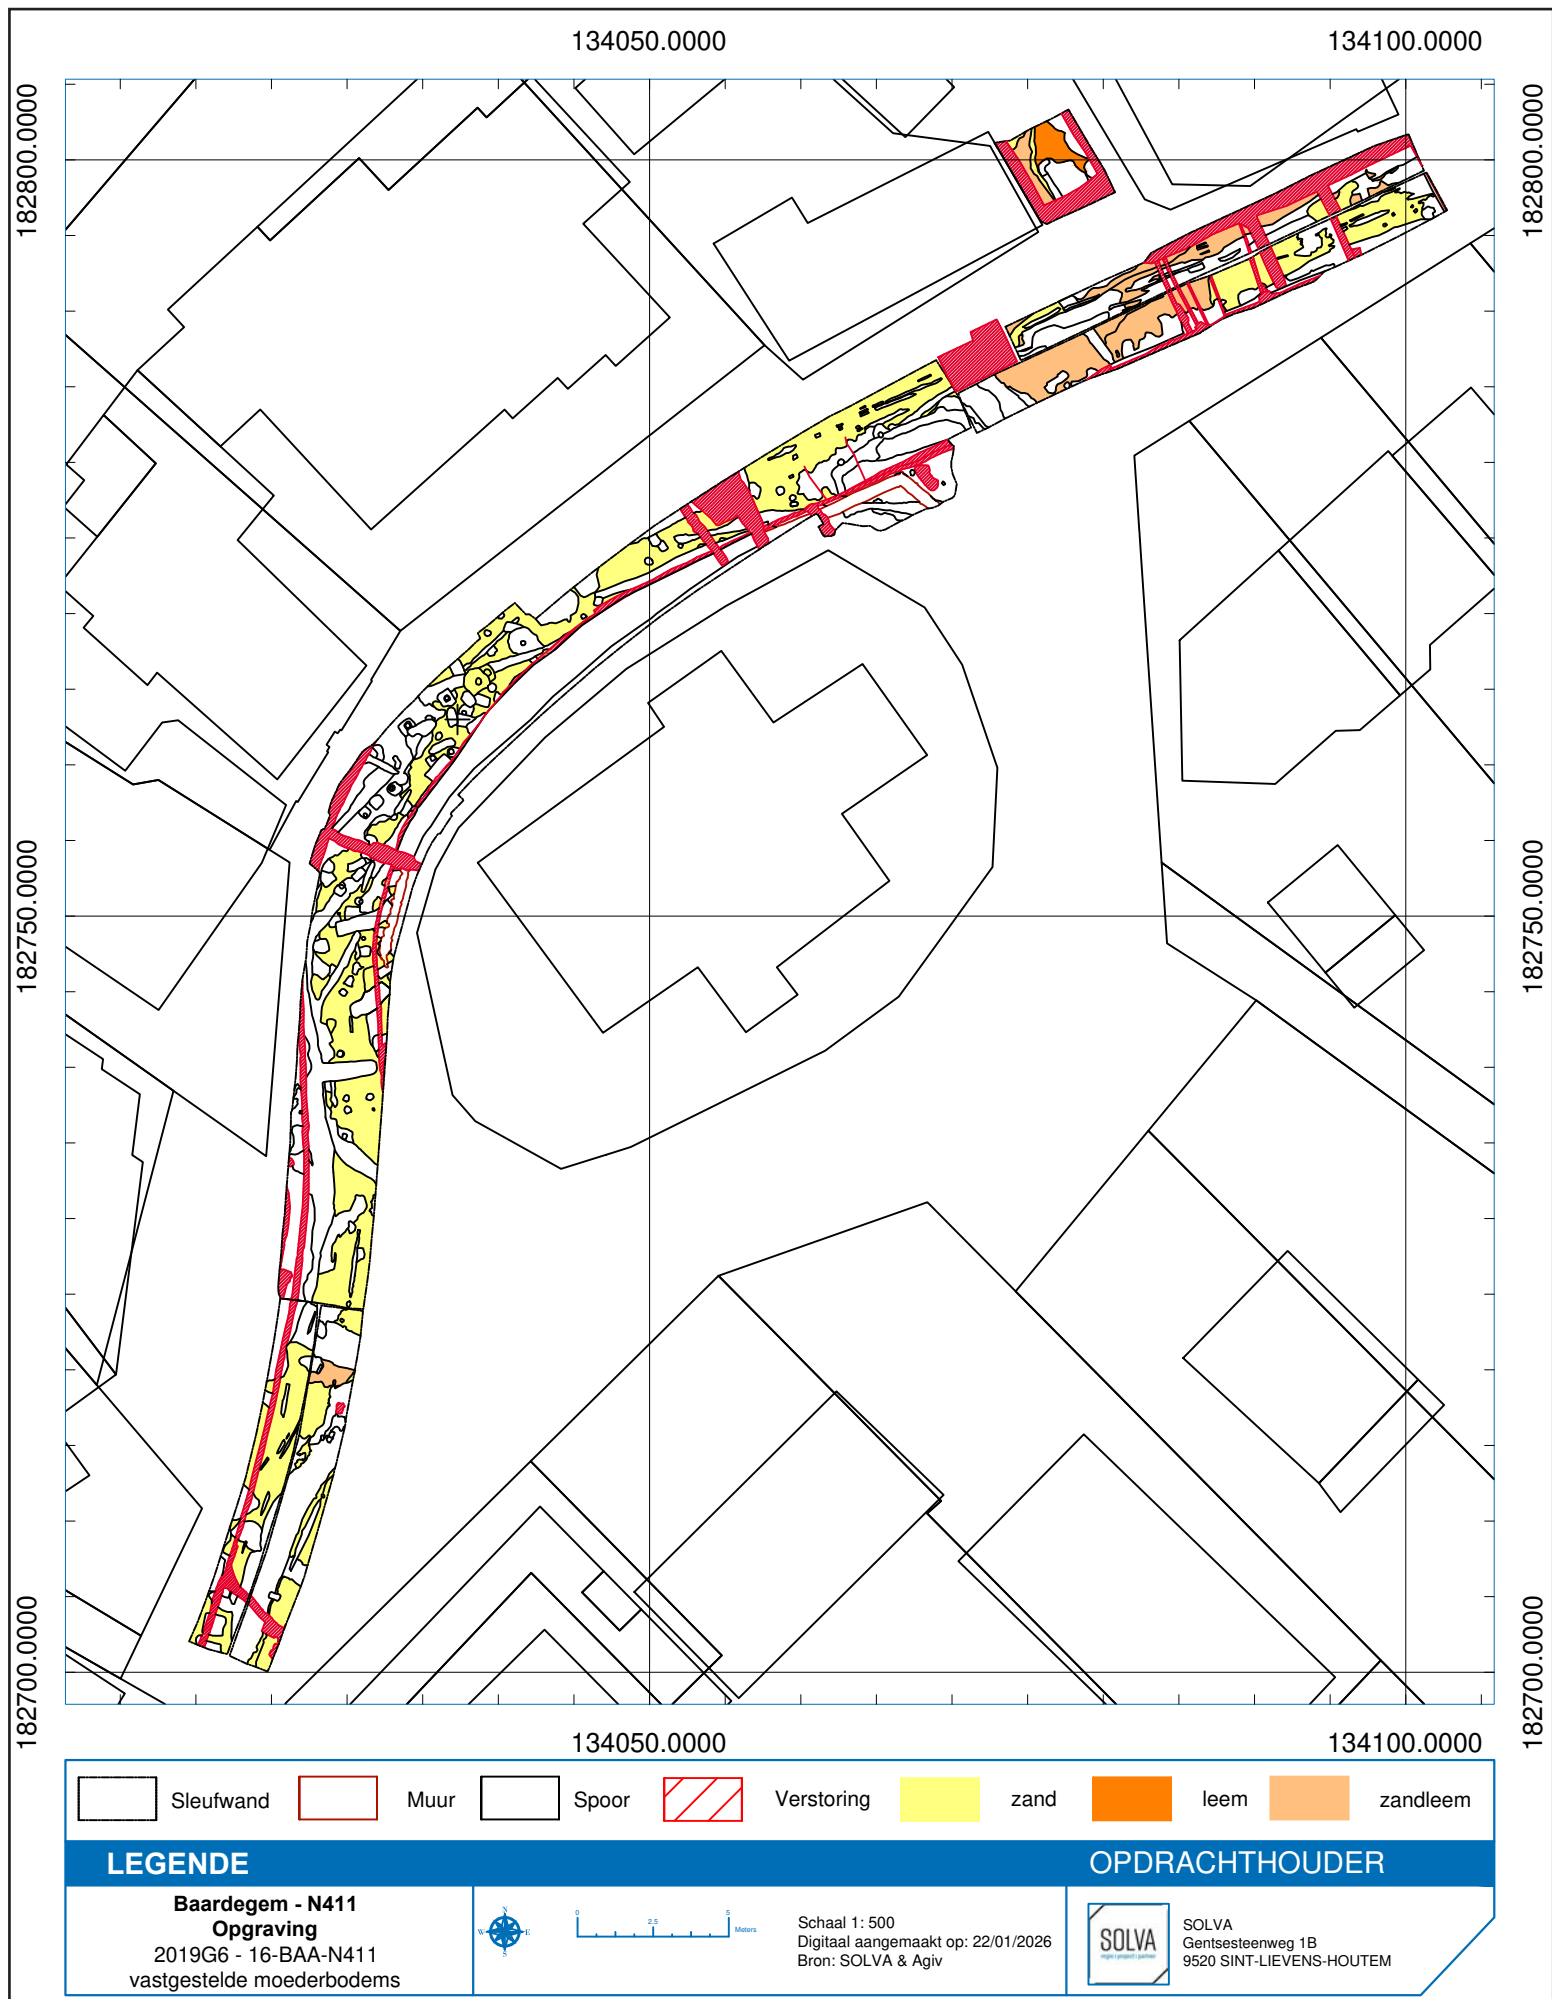 134050.0000
134100.0000
182800.0000
182800.0000
182750.0000
182750.0000
182700.0000
182700.0000
134050.0000
134100.0000
Sleufwand
Muur
Spoor
Verstoring
zand
leem
zandleem
LEGENDE
OPDRACHTHOUDER
Baardegem - N411
Opgraving
2019G6 - 16-BAA-N411
vastgestelde moederbodems
N
W
E
S
0
2.5
5
Meters
Schaal 1: 500
Digitaal aangemaakt op: 22/01/2026
Bron: SOLVA & Agiv
SOLVA
regio | project | partner
SOLVA
Gentsesteenweg 1B
9520 SINT-LIEVENS-HOUTEM